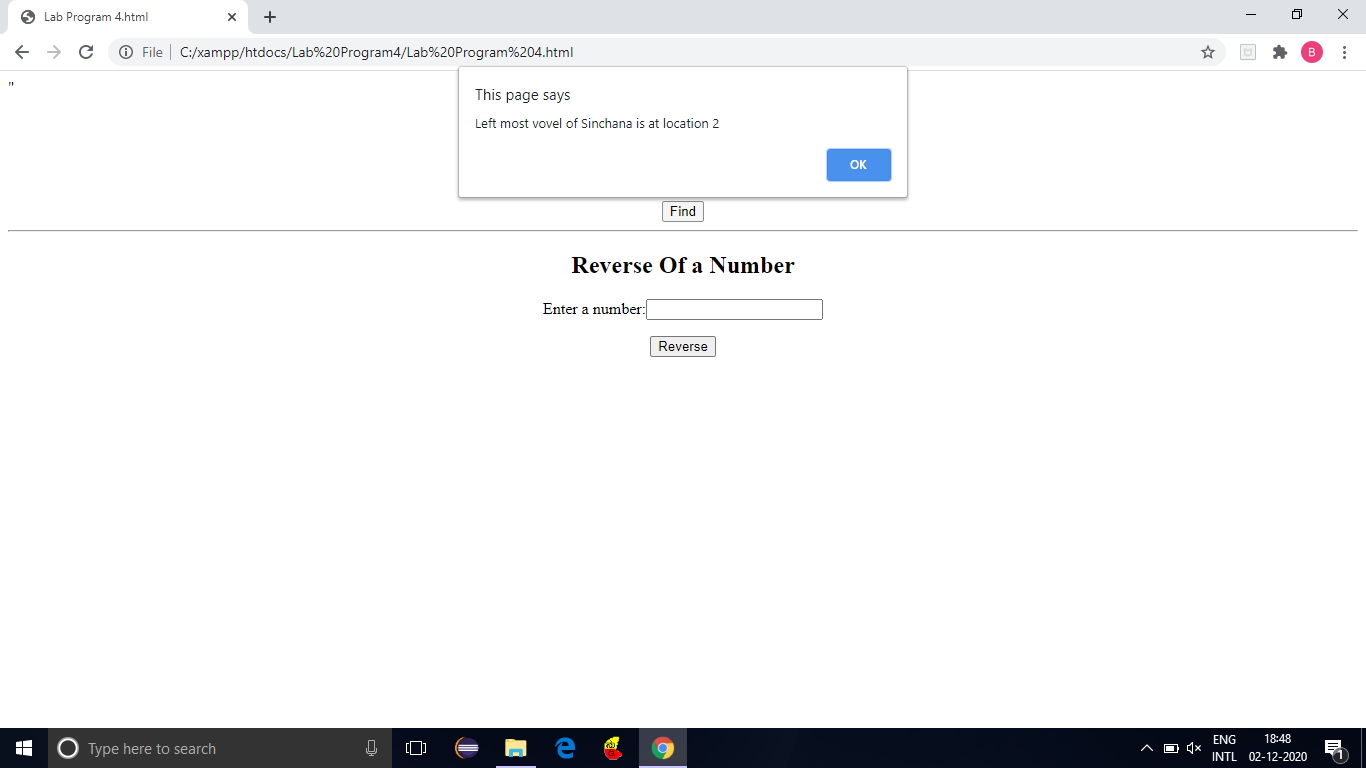 Lab Program 4.html
File
C:/xampp/htdocs/Lab%20Program4/Lab%20Program%204.html
B
"
This page says
Left most vovel of Sinchana is at location 2
OK
Find
Reverse Of a Number
Enter a number:
Reverse
Type here to search
ENG
INTL
18:48
02-12-2020
1